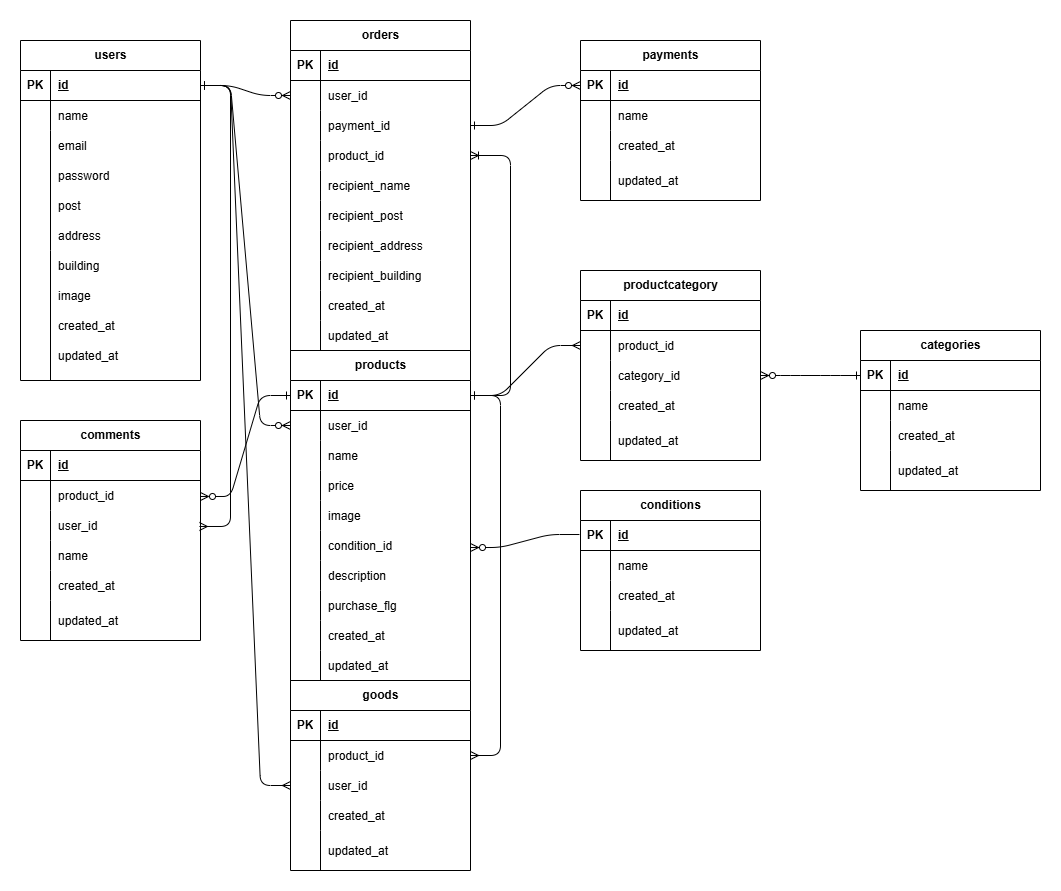 users
PK id
name
email
password
post
address
building
image
created_at
updated_at
comments
PK id
product_id
user_id
name
created_at
updated_at
orders
PK id
user_id
payment_id
product_id
recipient_name
recipient_post
recipient_address
recipient_building
created_at
updated_at
products
PK id
user_id
name
price
image
condition_id
description
purchase_flg
created_at
updated_at
goods
PK id
product_id
user_id
created_at
updated_at
payments
PK id
name
created_at
updated_at
productcategory
PK id
product_id
category_id
created_at
updated_at
conditions
PK id
name
created_at
updated_at
categories
PK id
name
created_at
updated_at